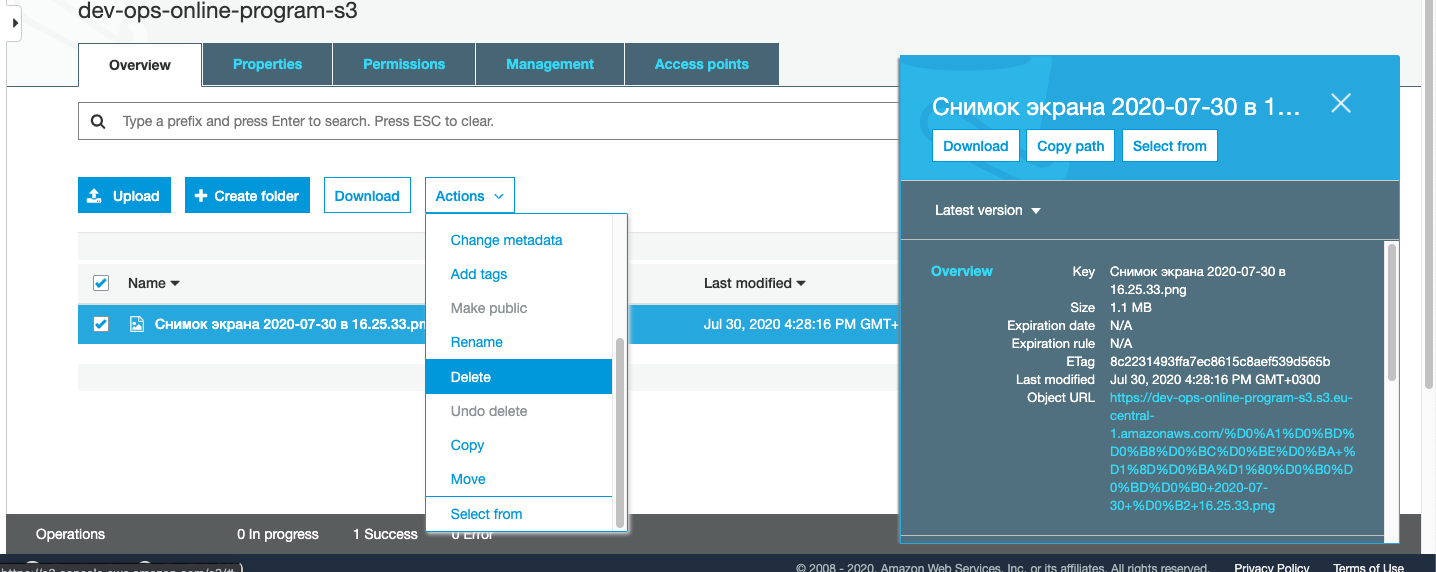 dev-ops-online-program-s3
Overview
Properties
Permissions
Management
Access points
Type a prefix and press Enter to search. Press ESC to clear.
Upload
Create folder
Download
Actions
Change metadata
Add tags
Make public
Rename
Delete
Undo delete
Copy
Move
Select from
Name
Last modified
Снимок экрана 2020-07-30 в 16.25.33.pn
Jul 30, 2020 4:28:16 PM GMT+
Снимок экрана 2020-07-30 в 1...
Download
Copy path
Select from
Latest version
Overview
Key Снимок экрана 2020-07-30 в
16.25.33.png
Size 1.1 MB
Expiration date N/A
Expiration rule N/A
ETag 8c2231493ffa7ec8615c8aef539d565b
Last modified Jul 30, 2020 4:28:16 PM GMT+0300
Object URL https://dev-ops-online-program-s3.s3.eu-
central-
1.amazonaws.com/%D0%A1%D0%BD%
D0%B8%D0%BC%D0%BE%D0%BA+%
D1%8D%D0%BA%D1%80%D0%B0%D
0%BD%D0%B0+2020-07-
30+%D0%B2+16.25.33.png
Operations
0 In progress
1 Success
0 Error
© 2008 - 2020, Amazon Web Services, Inc. or its affiliates. All rights reserved.
Privacy Policy
Terms of Use